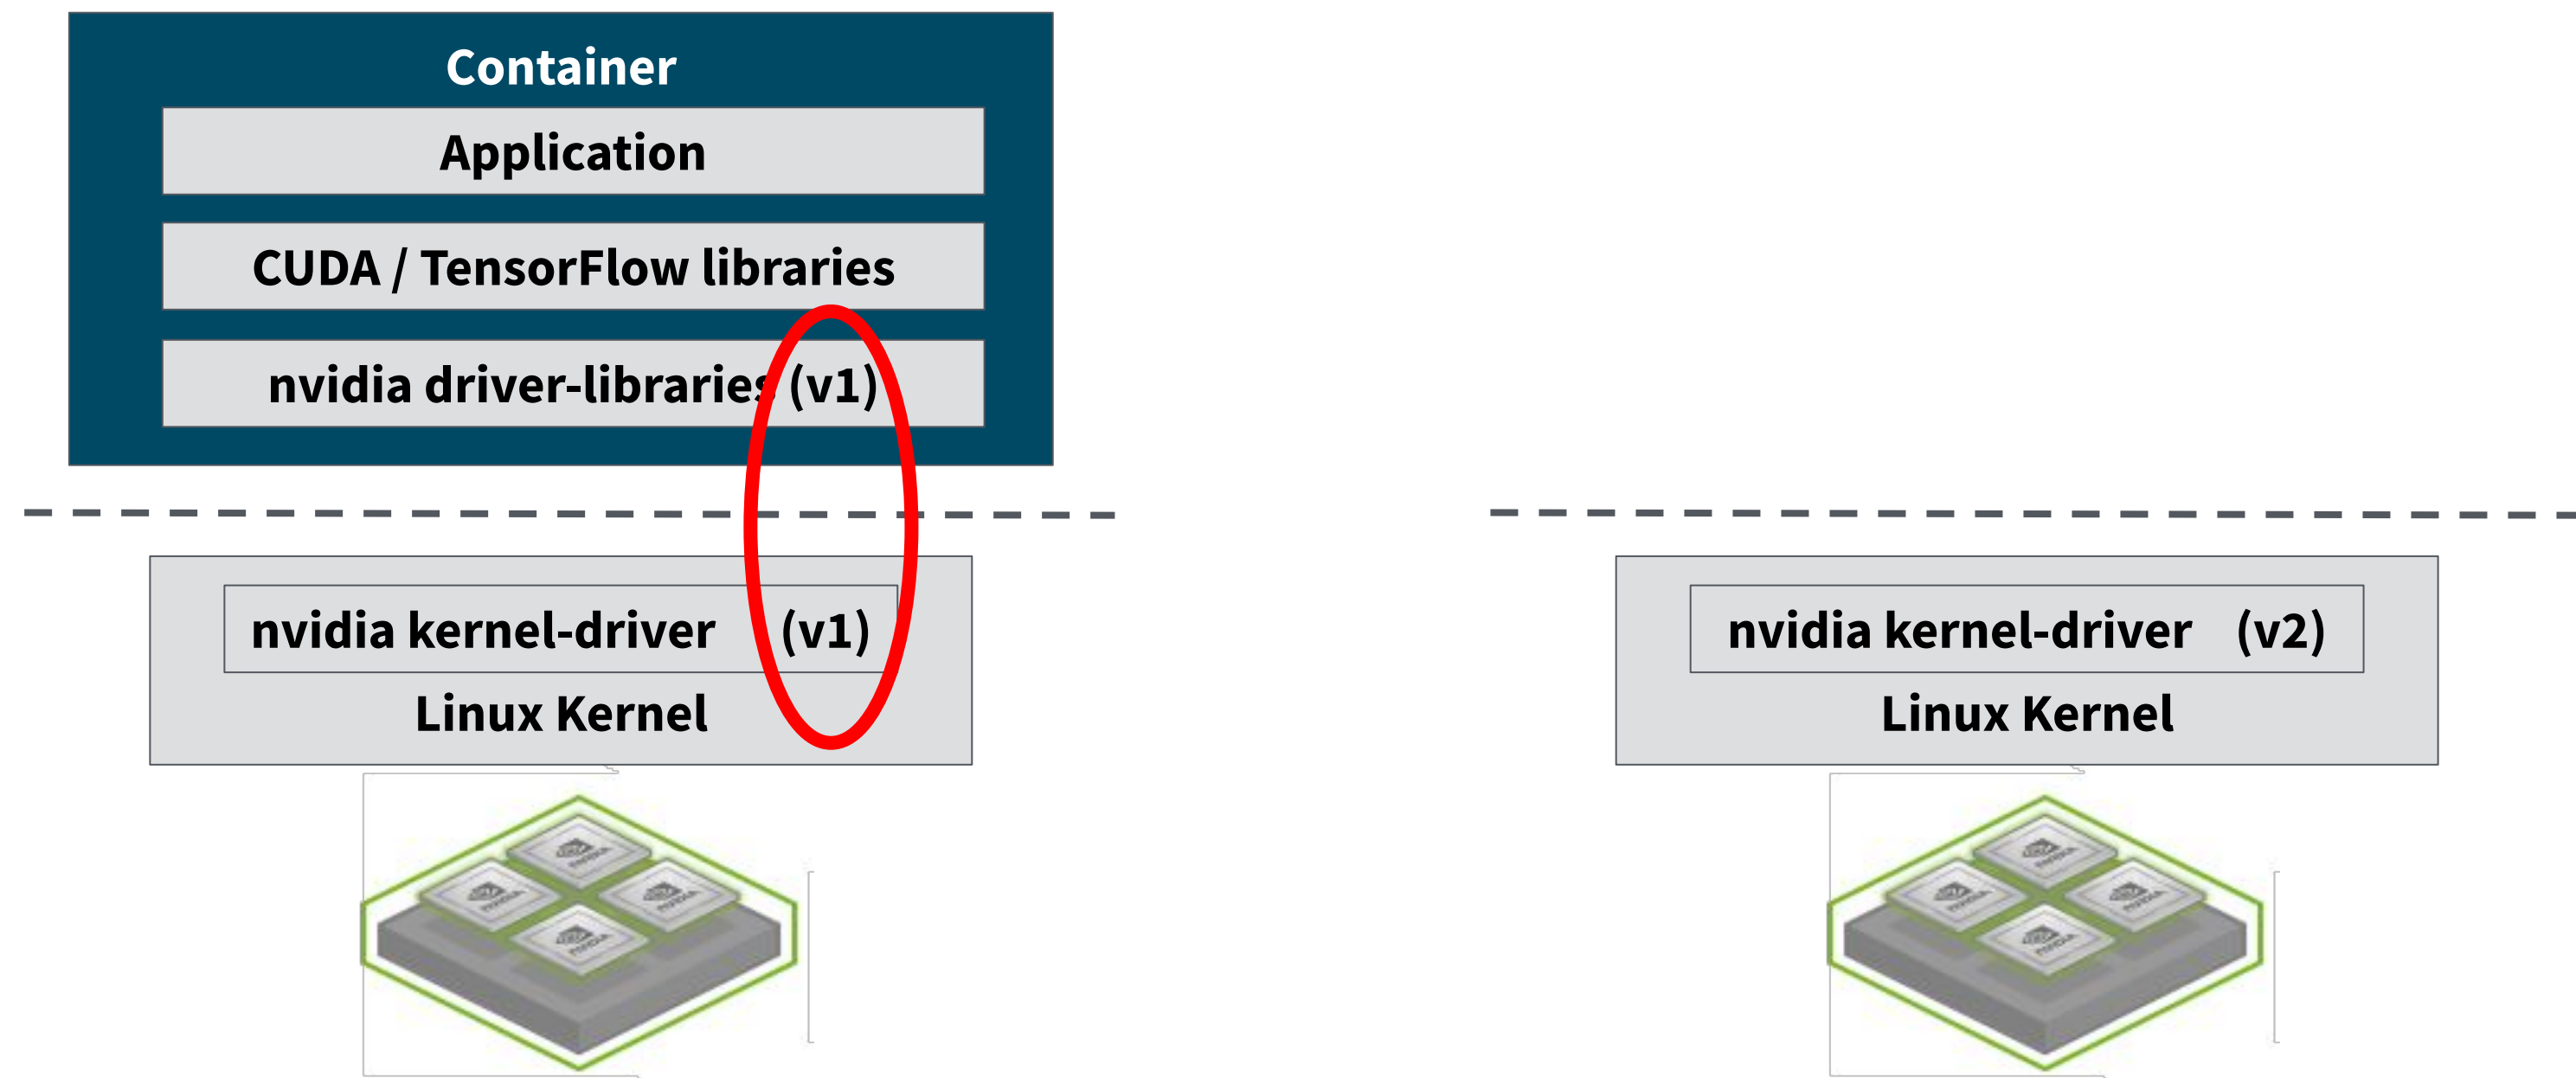 Container
Application
CUDA / TensorFlow libraries
nvidia driver-libraries (v1)
nvidia kernel-driver (v1)
Linux Kernel
nvidia kernel-driver (v2)
Linux Kernel